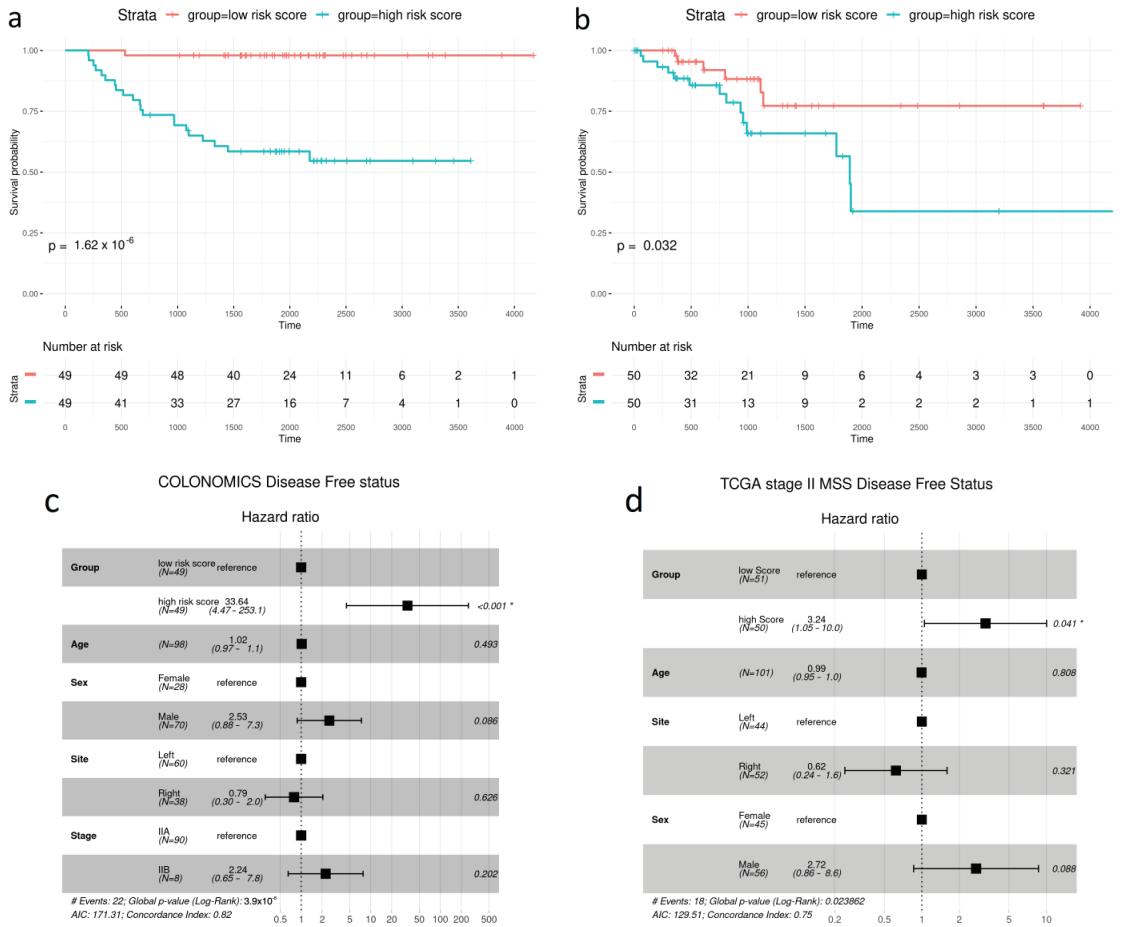 a
Strata group=low risk score group=high risk score
1.00
0.75
0.50
0.25
0.00
Survival probability
p = 1.62 x 10⁻⁶
0 500 1000 1500 2000 2500 3000 3500 4000
Time
Number at risk
Strata
49 49 48 40 24 11 6 2 1
49 41 33 27 16 7 4 1 0
0 500 1000 1500 2000 2500 3000 3500 4000
Time
b
Strata group=low risk score group=high risk score
1.00
0.75
0.50
0.25
0.00
Survival probability
p = 0.032
0 500 1000 1500 2000 2500 3000 3500 4000
Time
Number at risk
Strata
50 32 21 9 6 4 3 3 0
50 31 13 9 2 2 2 1 1
0 500 1000 1500 2000 2500 3000 3500 4000
Time
c
COLONOMICS Disease Free status
Hazard ratio
Group low risk score reference
(N=49)
high risk score 33.64
(N=49) (4.47 - 253.1) <0.001 *
Age (N=98) 1.02
(0.97 - 1.1) 0.493
Sex Female reference
(N=28)
Male 2.53
(N=70) (0.88 - 7.3) 0.086
Site Left reference
(N=60)
Right 0.79
(N=38) (0.30 - 2.0) 0.626
Stage IIA reference
(N=90)
IIB 2.24
(N=8) (0.65 - 7.8) 0.202
# Events: 22; Global p-value (Log-Rank): 3.9x10⁻⁶
AIC: 171.31; Concordance Index: 0.82
0.5 1 2 5 10 20 50 100 200 500
d
TCGA stage II MSS Disease Free Status
Hazard ratio
Group low Score reference
(N=51)
high Score 3.24
(N=50) (1.05 - 10.0) 0.041 *
Age (N=101) 0.99
(0.95 - 1.0) 0.808
Site Left reference
(N=44)
Right 0.62
(N=52) (0.24 - 1.6) 0.321
Sex Female reference
(N=45)
Male 2.72
(N=56) (0.86 - 8.6) 0.088
# Events: 18; Global p-value (Log-Rank): 0.023862
AIC: 129.51; Concordance Index: 0.75
0.2 0.5 1 2 5 10